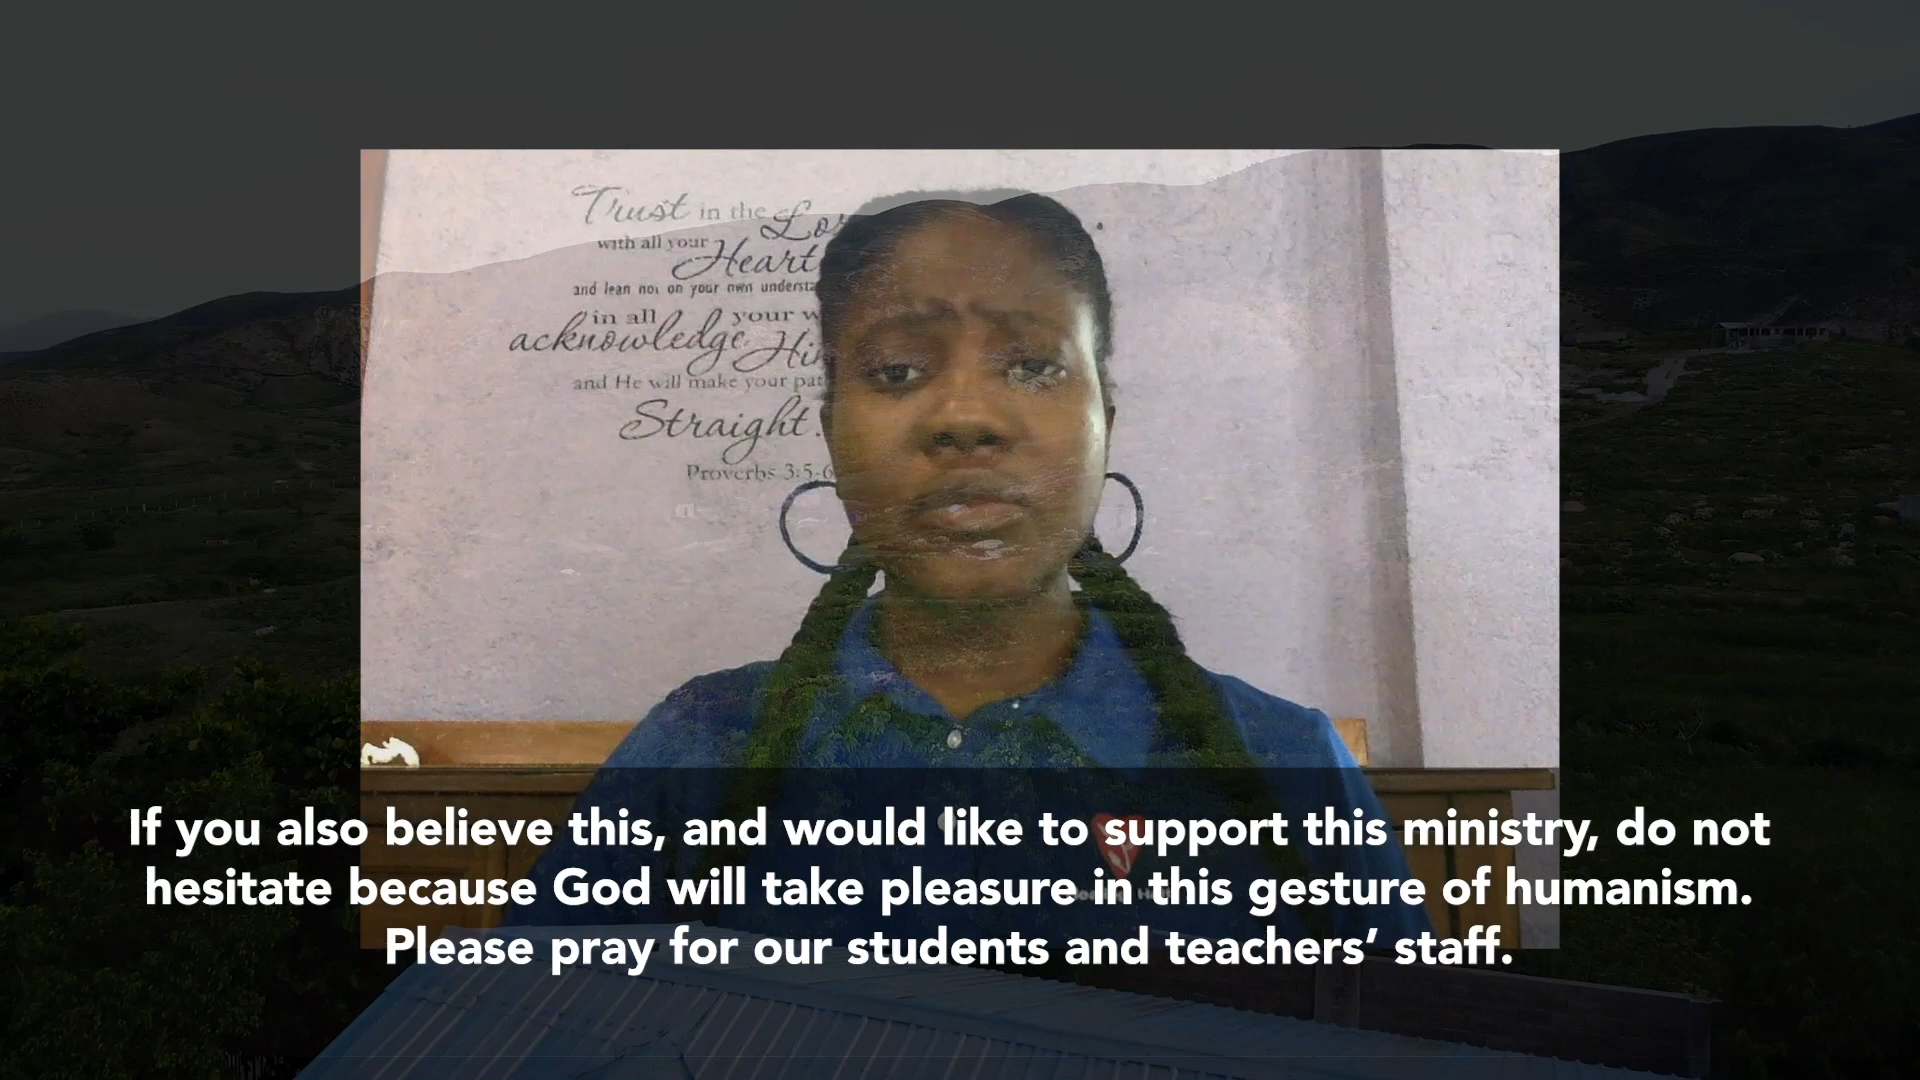 Trust in the
with all your
Heart
and lean not on your own
in all your
acknowledge
and He will make your
Straight.
Proverbs 3:5-6
If you also believe this, and would like to support this ministry, do not
hesitate because God will take pleasure in this gesture of humanism.
Please pray for our students and teachers’ staff.